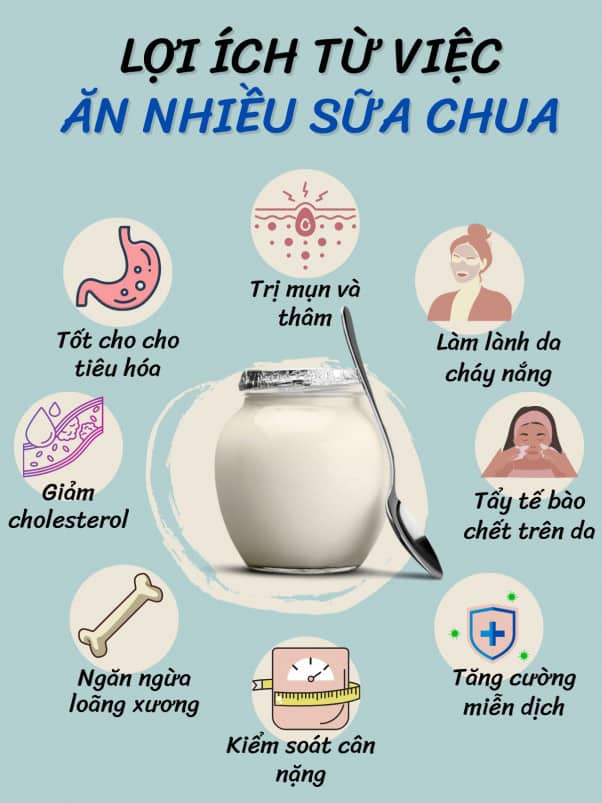 LỢI ÍCH TỪ VIỆC
ĂN NHIỀU SỮA CHUA
Trị mụn và
thâm
Tốt cho cho
tiêu hóa
Làm lành da
cháy nắng
Giảm
cholesterol
Tẩy tế bào
chết trên da
Ngăn ngừa
loãng xương
Tăng cường
miễn dịch
Kiểm soát cân
nặng